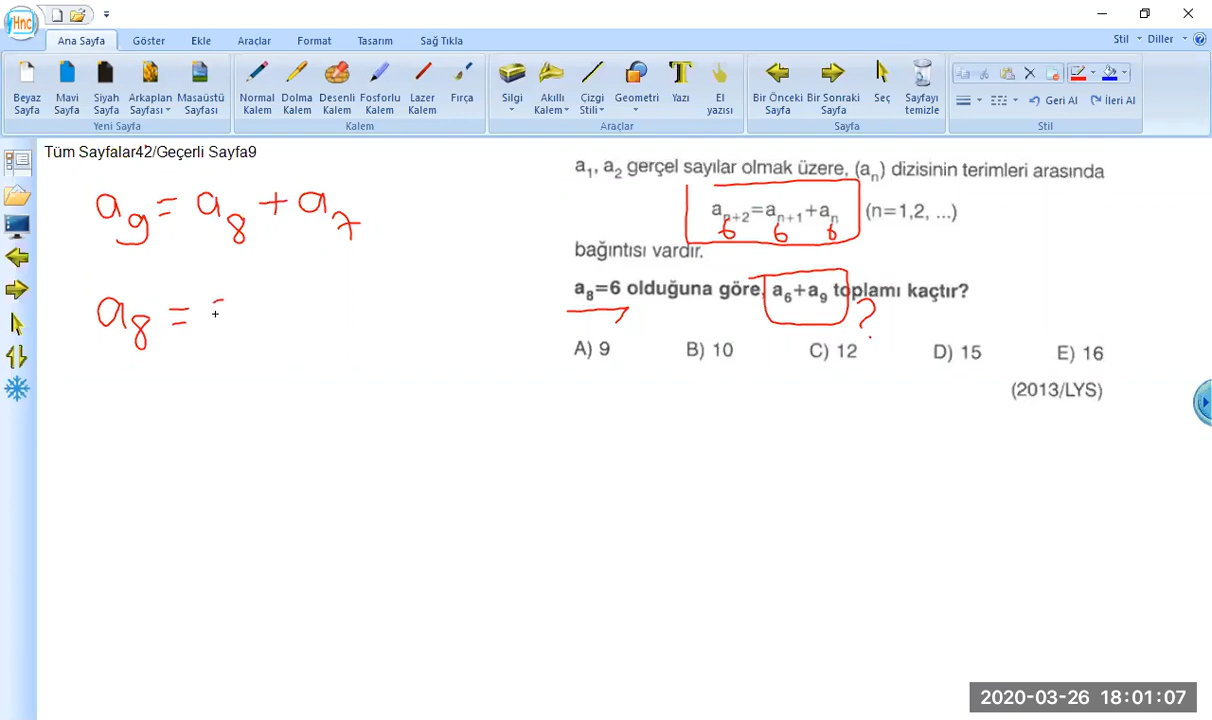 Hnc
Ana Sayfa Göster Ekle Araçlar Format Tasarım Sağ Tıkla Stil Diller
Beyaz Sayfa Mavi Sayfa Siyah Sayfa Arkaplan Sayfası Masaüstü Sayfası
Yeni Sayfa
Normal Kalem Dolma Kalem Desenli Kalem Fosforlu Kalem Lazer Kalem Fırça
Kalem
Silgi Akıllı Kalem Çizgi Stili Geometri Yazı El yazısı
Araçlar
Bir Önceki Sayfa Bir Sonraki Sayfa Seç Sayfayı temizle
Sayfa
Geri Al İleri Al
Stil
Tüm Sayfalar42/Geçerli Sayfa9
a₉ = a₈ + a₇
a₈ =
a₁, a₂ gerçel sayılar olmak üzere, (aₙ) dizisinin terimleri arasında
aₙ₊₂=aₙ₊₁+aₙ (n=1,2, ...)
6 6 6
bağıntısı vardır.
a₈=6 olduğuna göre, a₆+a₉ toplamı kaçtır?
?
A) 9 B) 10 C) 12 D) 15 E) 16
(2013/LYS)
2020-03-26 18:01:07